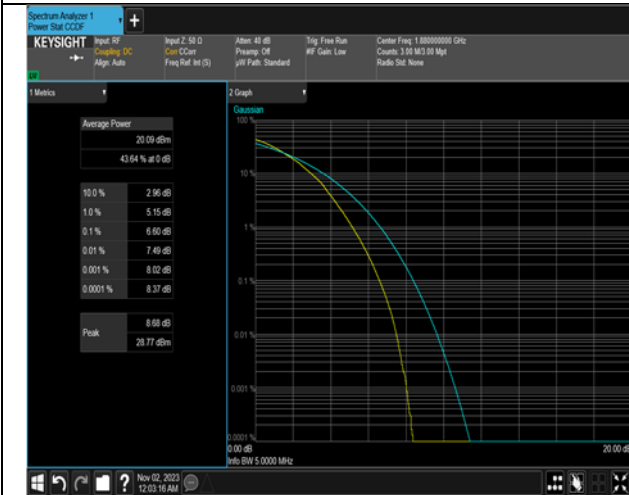 Spectrum Analyzer 1
Power Stat CCDF
+
KEYSIGHT
Input: RF
Coupling: DC
Align: Auto
Input Z: 50 Ω
Corr CCorr
Freq Ref: Int (S)
Atten: 40 dB
Preamp: Off
µW Path: Standard
Trig: Free Run
#IF Gain: Low
Center Freq: 1.880000000 GHz
Counts: 3.00 M/3.00 Mpt
Radio Std: None
1 Metrics
Average Power
20.09 dBm
43.64 % at 0 dB
10.0 % 2.96 dB
1.0 % 5.15 dB
0.1 % 6.60 dB
0.01 % 7.49 dB
0.001 % 8.02 dB
0.0001 % 8.37 dB
Peak
8.68 dB
28.77 dBm
2 Graph
Gaussian
100 %
10 %
1 %
0.1 %
0.01 %
0.001 %
0.0001 %
0.00 dB
20.00 dB
Info BW 5.0000 MHz
?
Nov 02, 2023
12:03:16 AM